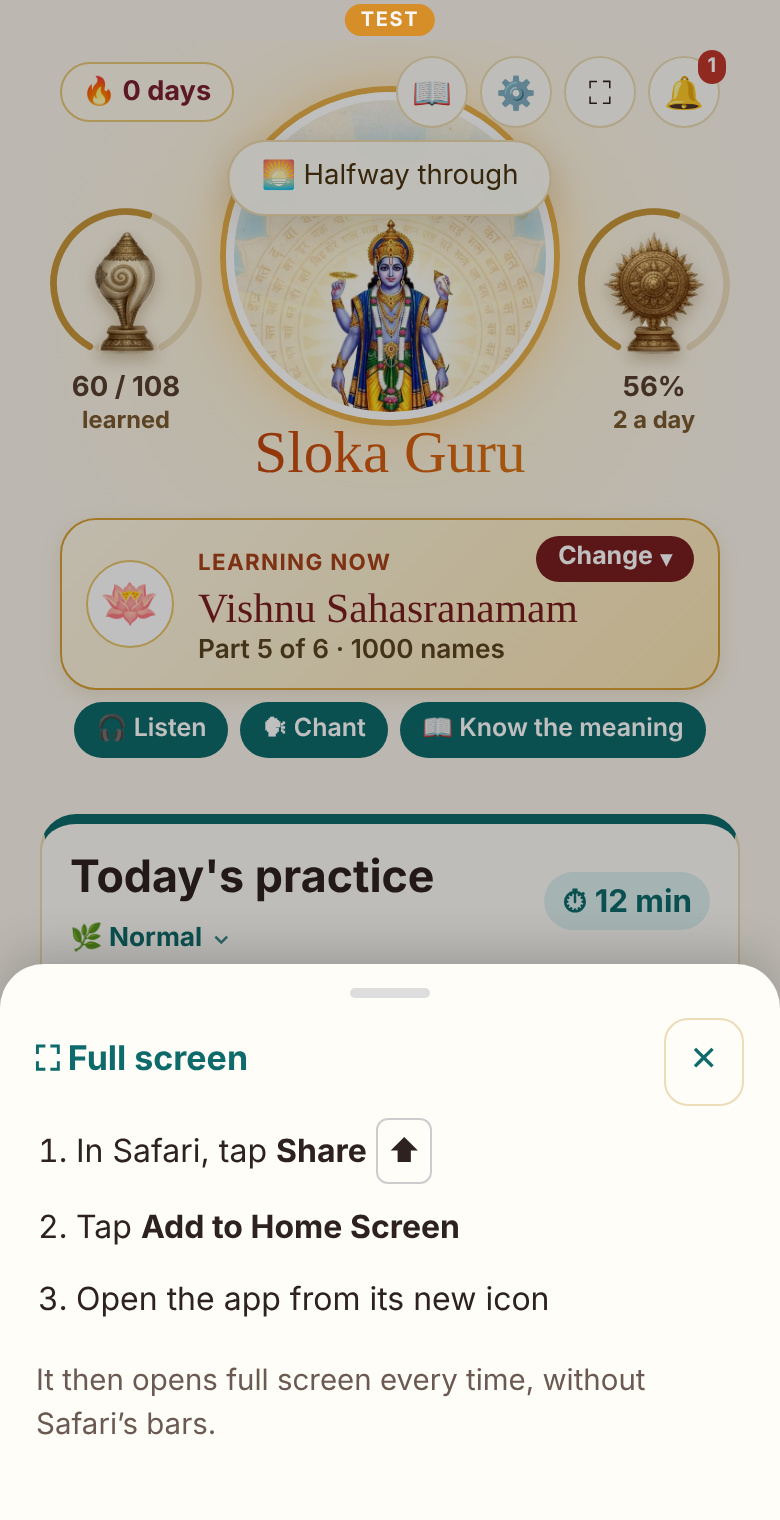 TEST
🔥 0 days
1
🌅 Halfway through
60 / 108
learned
56%
2 a day
Sloka Guru
LEARNING NOW
Change ▾
Vishnu Sahasranamam
Part 5 of 6 · 1000 names
🎧 Listen
🗣 Chant
📖 Know the meaning
Today's practice
⏱ 12 min
🌿 Normal ⌄
⛶ Full screen
✕
1. In Safari, tap Share ⬆
2. Tap Add to Home Screen
3. Open the app from its new icon
It then opens full screen every time, without
Safari’s bars.